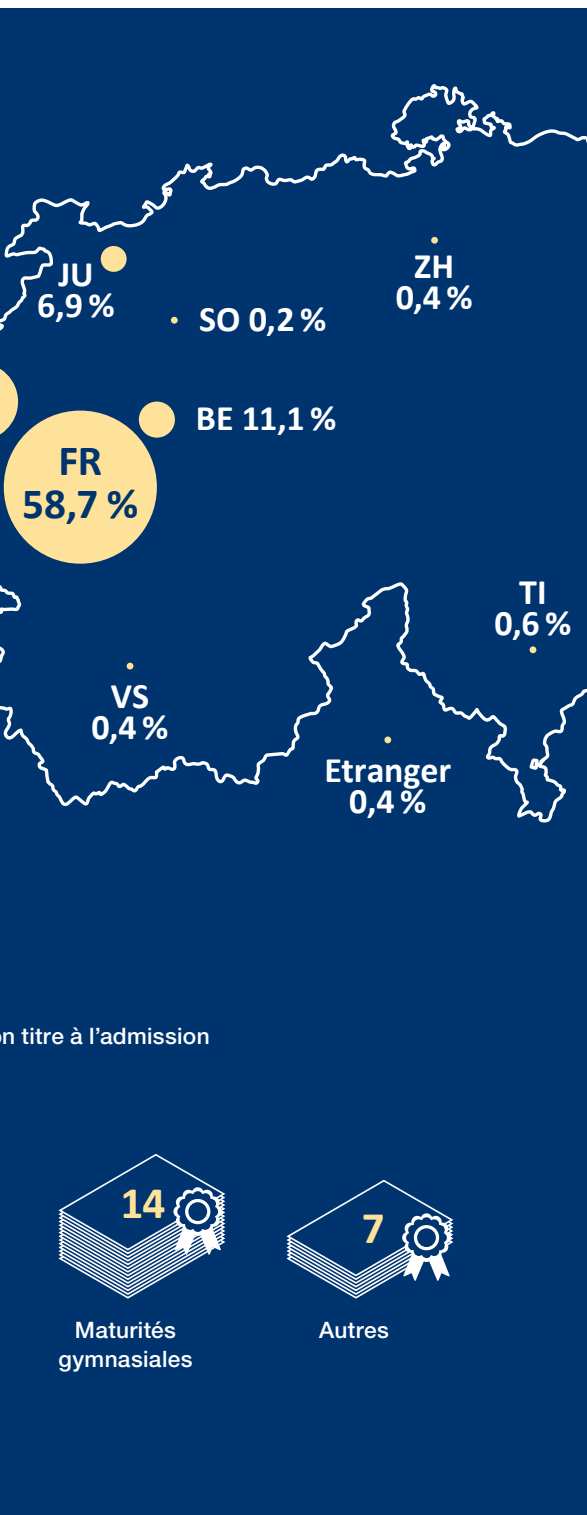 JU
6,9 %
ZH
0,4 %
SO 0,2 %
BE 11,1 %
FR
58,7 %
TI
0,6 %
VS
0,4 %
Etranger
0,4 %
titre à l’admission
14
7
Maturités
gymnasiales
Autres